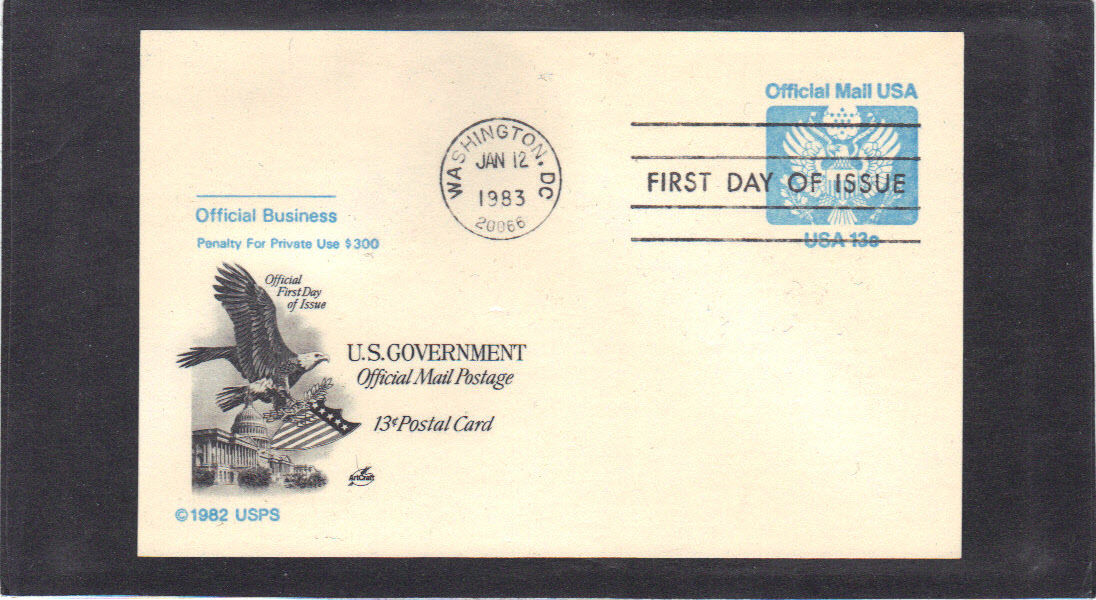 Official Mail USA
WASHINGTON, DC
JAN 12
1983
20066
FIRST DAY OF ISSUE
USA 13c
Official Business
Penalty For Private Use $300
Official
First Day
of Issue
U.S. GOVERNMENT
Official Mail Postage
13¢ Postal Card
ArtCraft
©1982 USPS